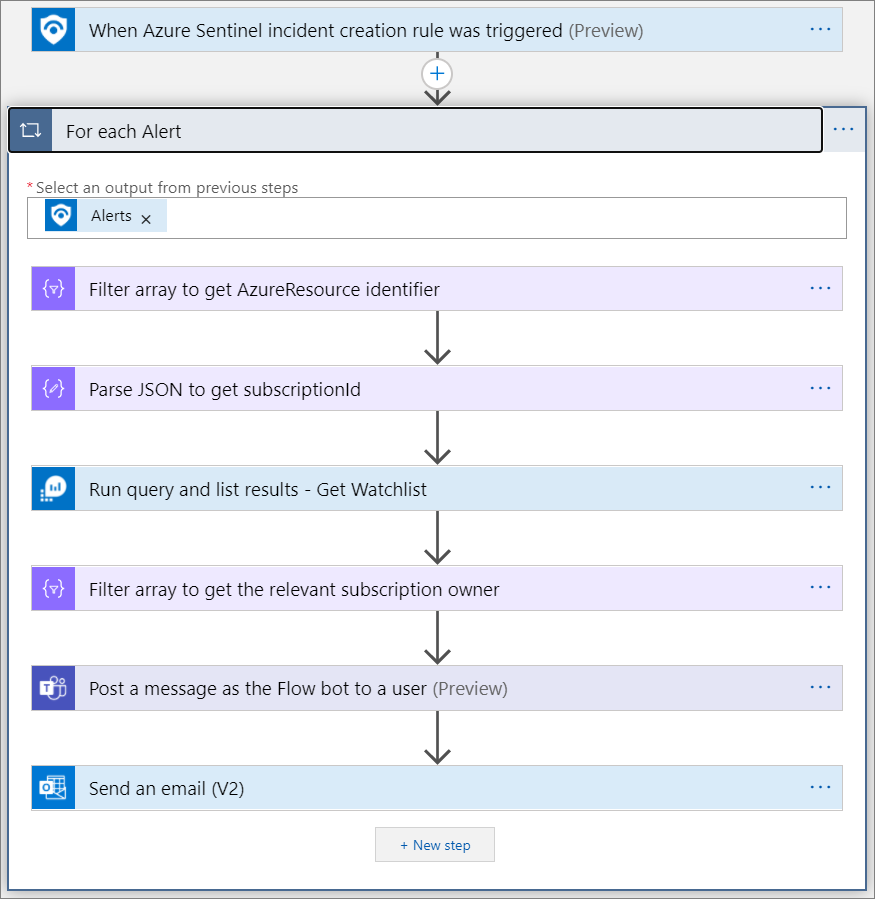 When Azure Sentinel incident creation rule was triggered (Preview)
For each Alert
* Select an output from previous steps
Alerts x
Filter array to get AzureResource identifier
Parse JSON to get subscriptionId
Run query and list results - Get Watchlist
Filter array to get the relevant subscription owner
Post a message as the Flow bot to a user (Preview)
Send an email (V2)
+ New step